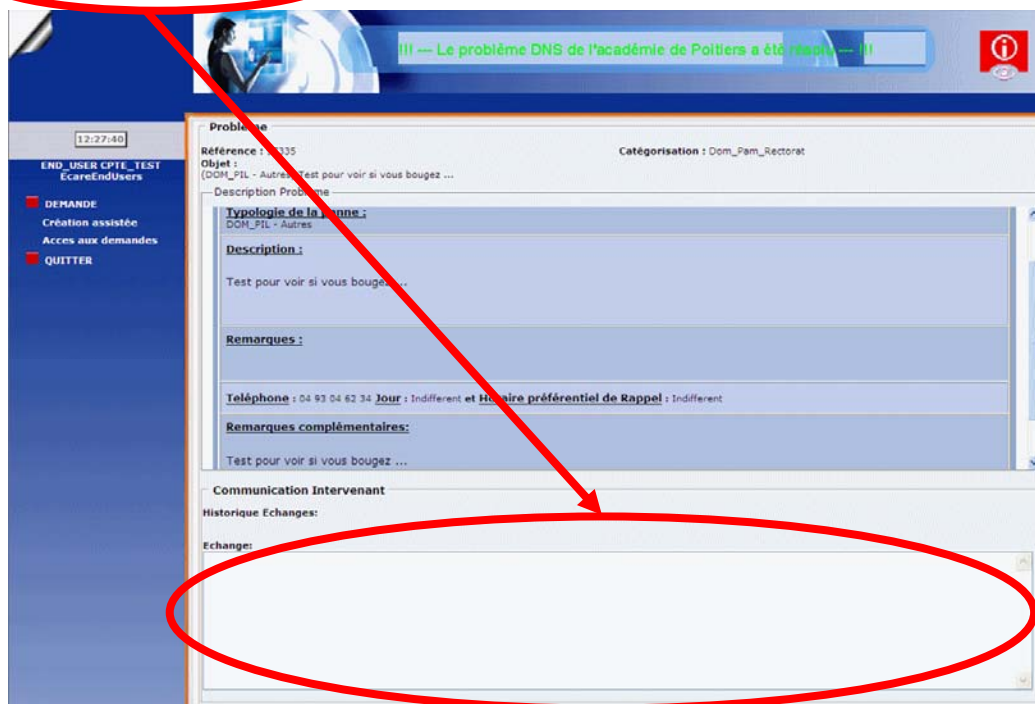 !!! --- Le problème DNS de l'académie de Poitiers a été résolu --- !!!
12:27:40
END_USER CPTE_TEST
EcareEndUsers
DEMANDE
Création assistée
Acces aux demandes
QUITTER
Problème
Référence :
Catégorisation : Dom_Pam_Rectorat
Objet :
(DOM_PIL - Autres) Test pour voir si vous bougez ...
Description Problème
Typologie de la panne :
DOM_PIL - Autres
Description :
Test pour voir si vous bougez ...
Remarques :
Teléphone : 04 93 04 62 34 Jour : Indifferent et Horaire préférentiel de Rappel : Indifferent
Remarques complémentaires:
Test pour voir si vous bougez ...
Communication Intervenant
Historique Echanges:
Echange: